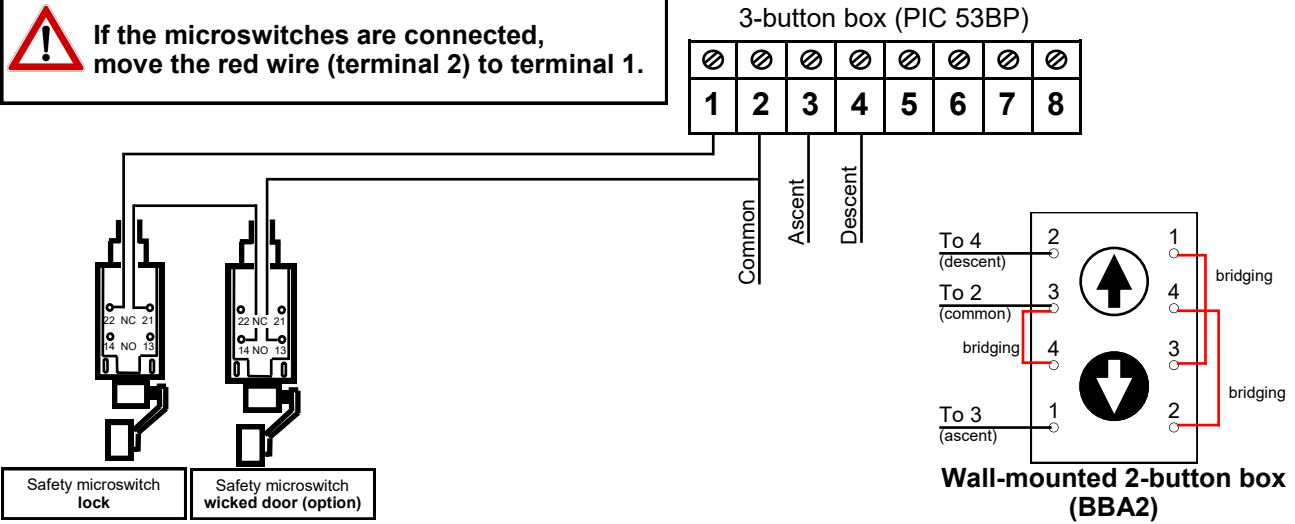 If the microswitches are connected,
move the red wire (terminal 2) to terminal 1.
3-button box (PIC 53BP)
1 2 3 4 5 6 7 8
Common
Ascent
Descent
22 NC 21
14 NO 13
22 NC 21
14 NO 13
Safety microswitch
lock
Safety microswitch
wicked door (option)
To 4
(descent)
2
1
bridging
To 2
(common)
3
4
bridging
4
3
bridging
To 3
(ascent)
1
2
Wall-mounted 2-button box
(BBA2)